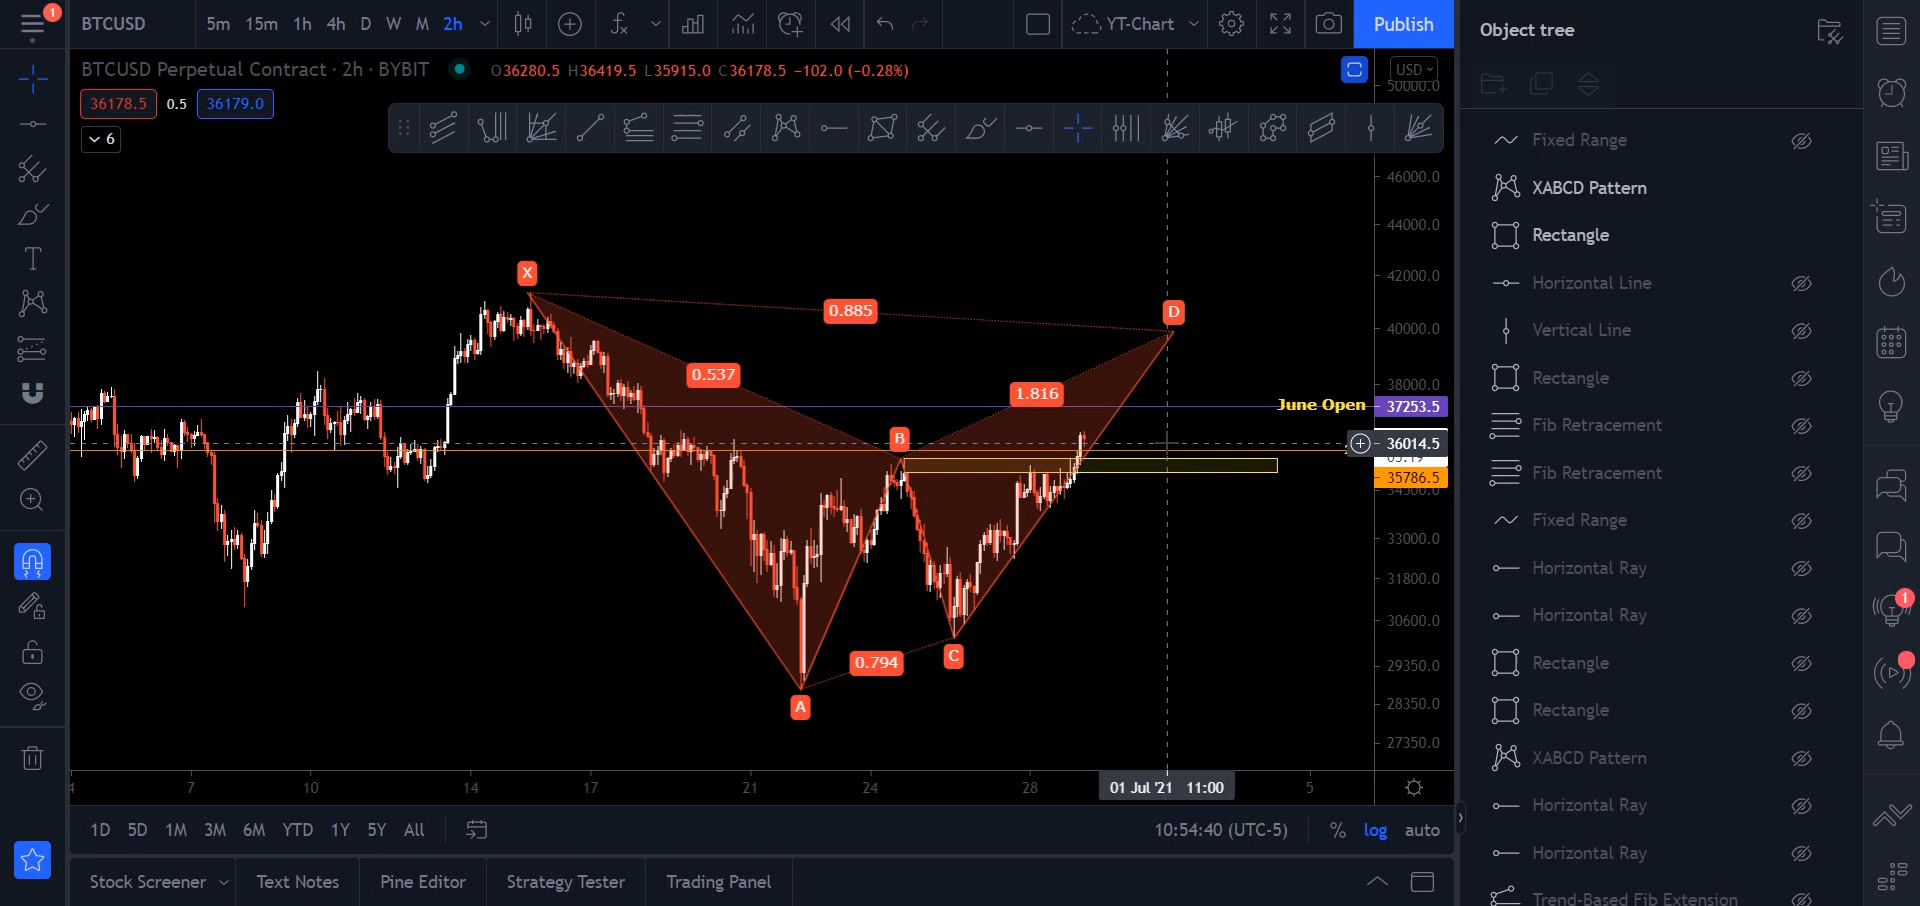 1
BTCUSD
5m 15m 1h 4h D W M 2h
YT-Chart
Publish
Object tree
BTCUSD Perpetual Contract · 2h · BYBIT
O36280.5 H36419.5 L35915.0 C36178.5 −102.0 (−0.28%)
USD
50000.0
36178.5 0.5 36179.0
6
46000.0
44000.0
42000.0
40000.0
38000.0
37253.5
36014.5
35786.5
34500.0
33000.0
31800.0
30600.0
29350.0
28350.0
27350.0
X
0.885
D
0.537
1.816
June Open
B
0.794
C
A
4 7 10 14 17 21 24 28 01 Jul '21 11:00 5
1D 5D 1M 3M 6M YTD 1Y 5Y All
10:54:40 (UTC-5) % log auto
Stock Screener Text Notes Pine Editor Strategy Tester Trading Panel
Fixed Range
XABCD Pattern
Rectangle
Horizontal Line
Vertical Line
Rectangle
Fib Retracement
Fib Retracement
Fixed Range
Horizontal Ray
Horizontal Ray
Rectangle
Rectangle
XABCD Pattern
Horizontal Ray
Horizontal Ray
Trend-Based Fib Extension
1